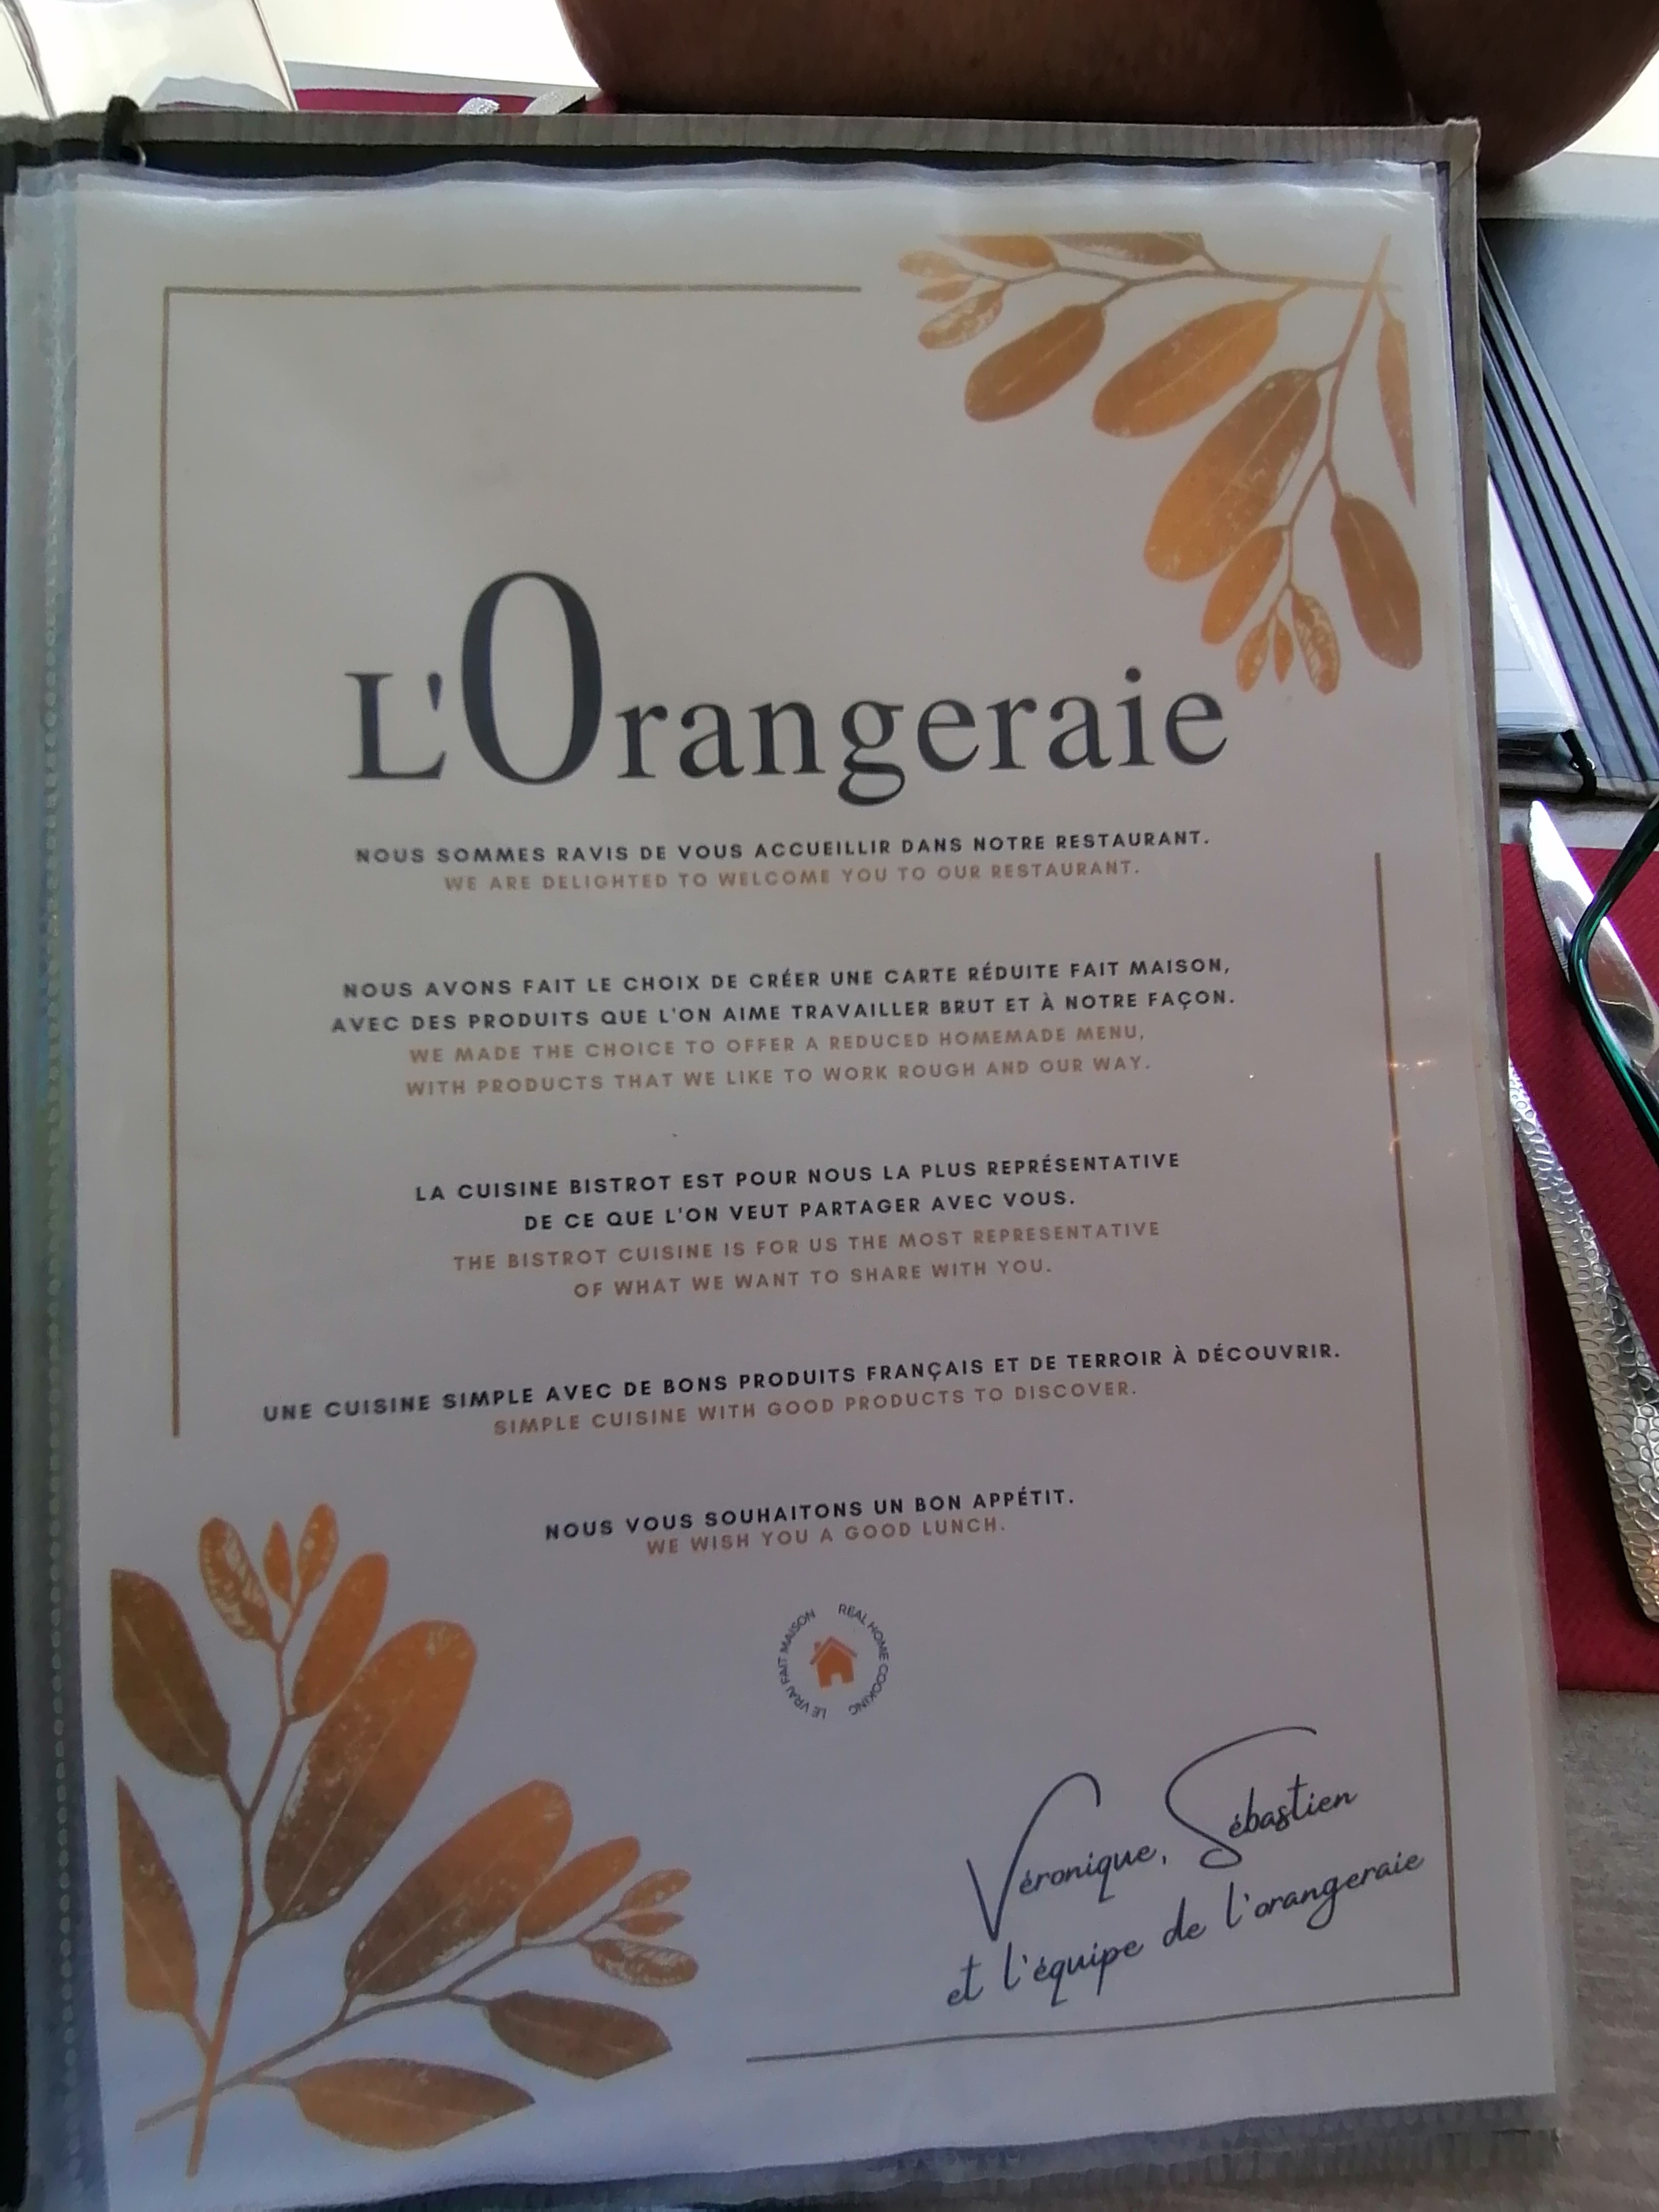 L'Orangeraie
NOUS SOMMES RAVIS DE VOUS ACCUEILLIR DANS NOTRE RESTAURANT.
WE ARE DELIGHTED TO WELCOME YOU TO OUR RESTAURANT.
NOUS AVONS FAIT LE CHOIX DE CRÉER UNE CARTE RÉDUITE FAIT MAISON,
AVEC DES PRODUITS QUE L'ON AIME TRAVAILLER BRUT ET À NOTRE FAÇON.
WE MADE THE CHOICE TO OFFER A REDUCED HOMEMADE MENU,
WITH PRODUCTS THAT WE LIKE TO WORK ROUGH AND OUR WAY.
LA CUISINE BISTROT EST POUR NOUS LA PLUS REPRÉSENTATIVE
DE CE QUE L'ON VEUT PARTAGER AVEC VOUS.
THE BISTROT CUISINE IS FOR US THE MOST REPRESENTATIVE
OF WHAT WE WANT TO SHARE WITH YOU.
UNE CUISINE SIMPLE AVEC DE BONS PRODUITS FRANÇAIS ET DE TERROIR À DÉCOUVRIR.
SIMPLE CUISINE WITH GOOD PRODUCTS TO DISCOVER.
NOUS VOUS SOUHAITONS UN BON APPÉTIT.
WE WISH YOU A GOOD LUNCH.
LE VRAI FAIT MAISON
REAL HOME COOKING
Véronique, Sébastien
et l'équipe de l'orangeraie